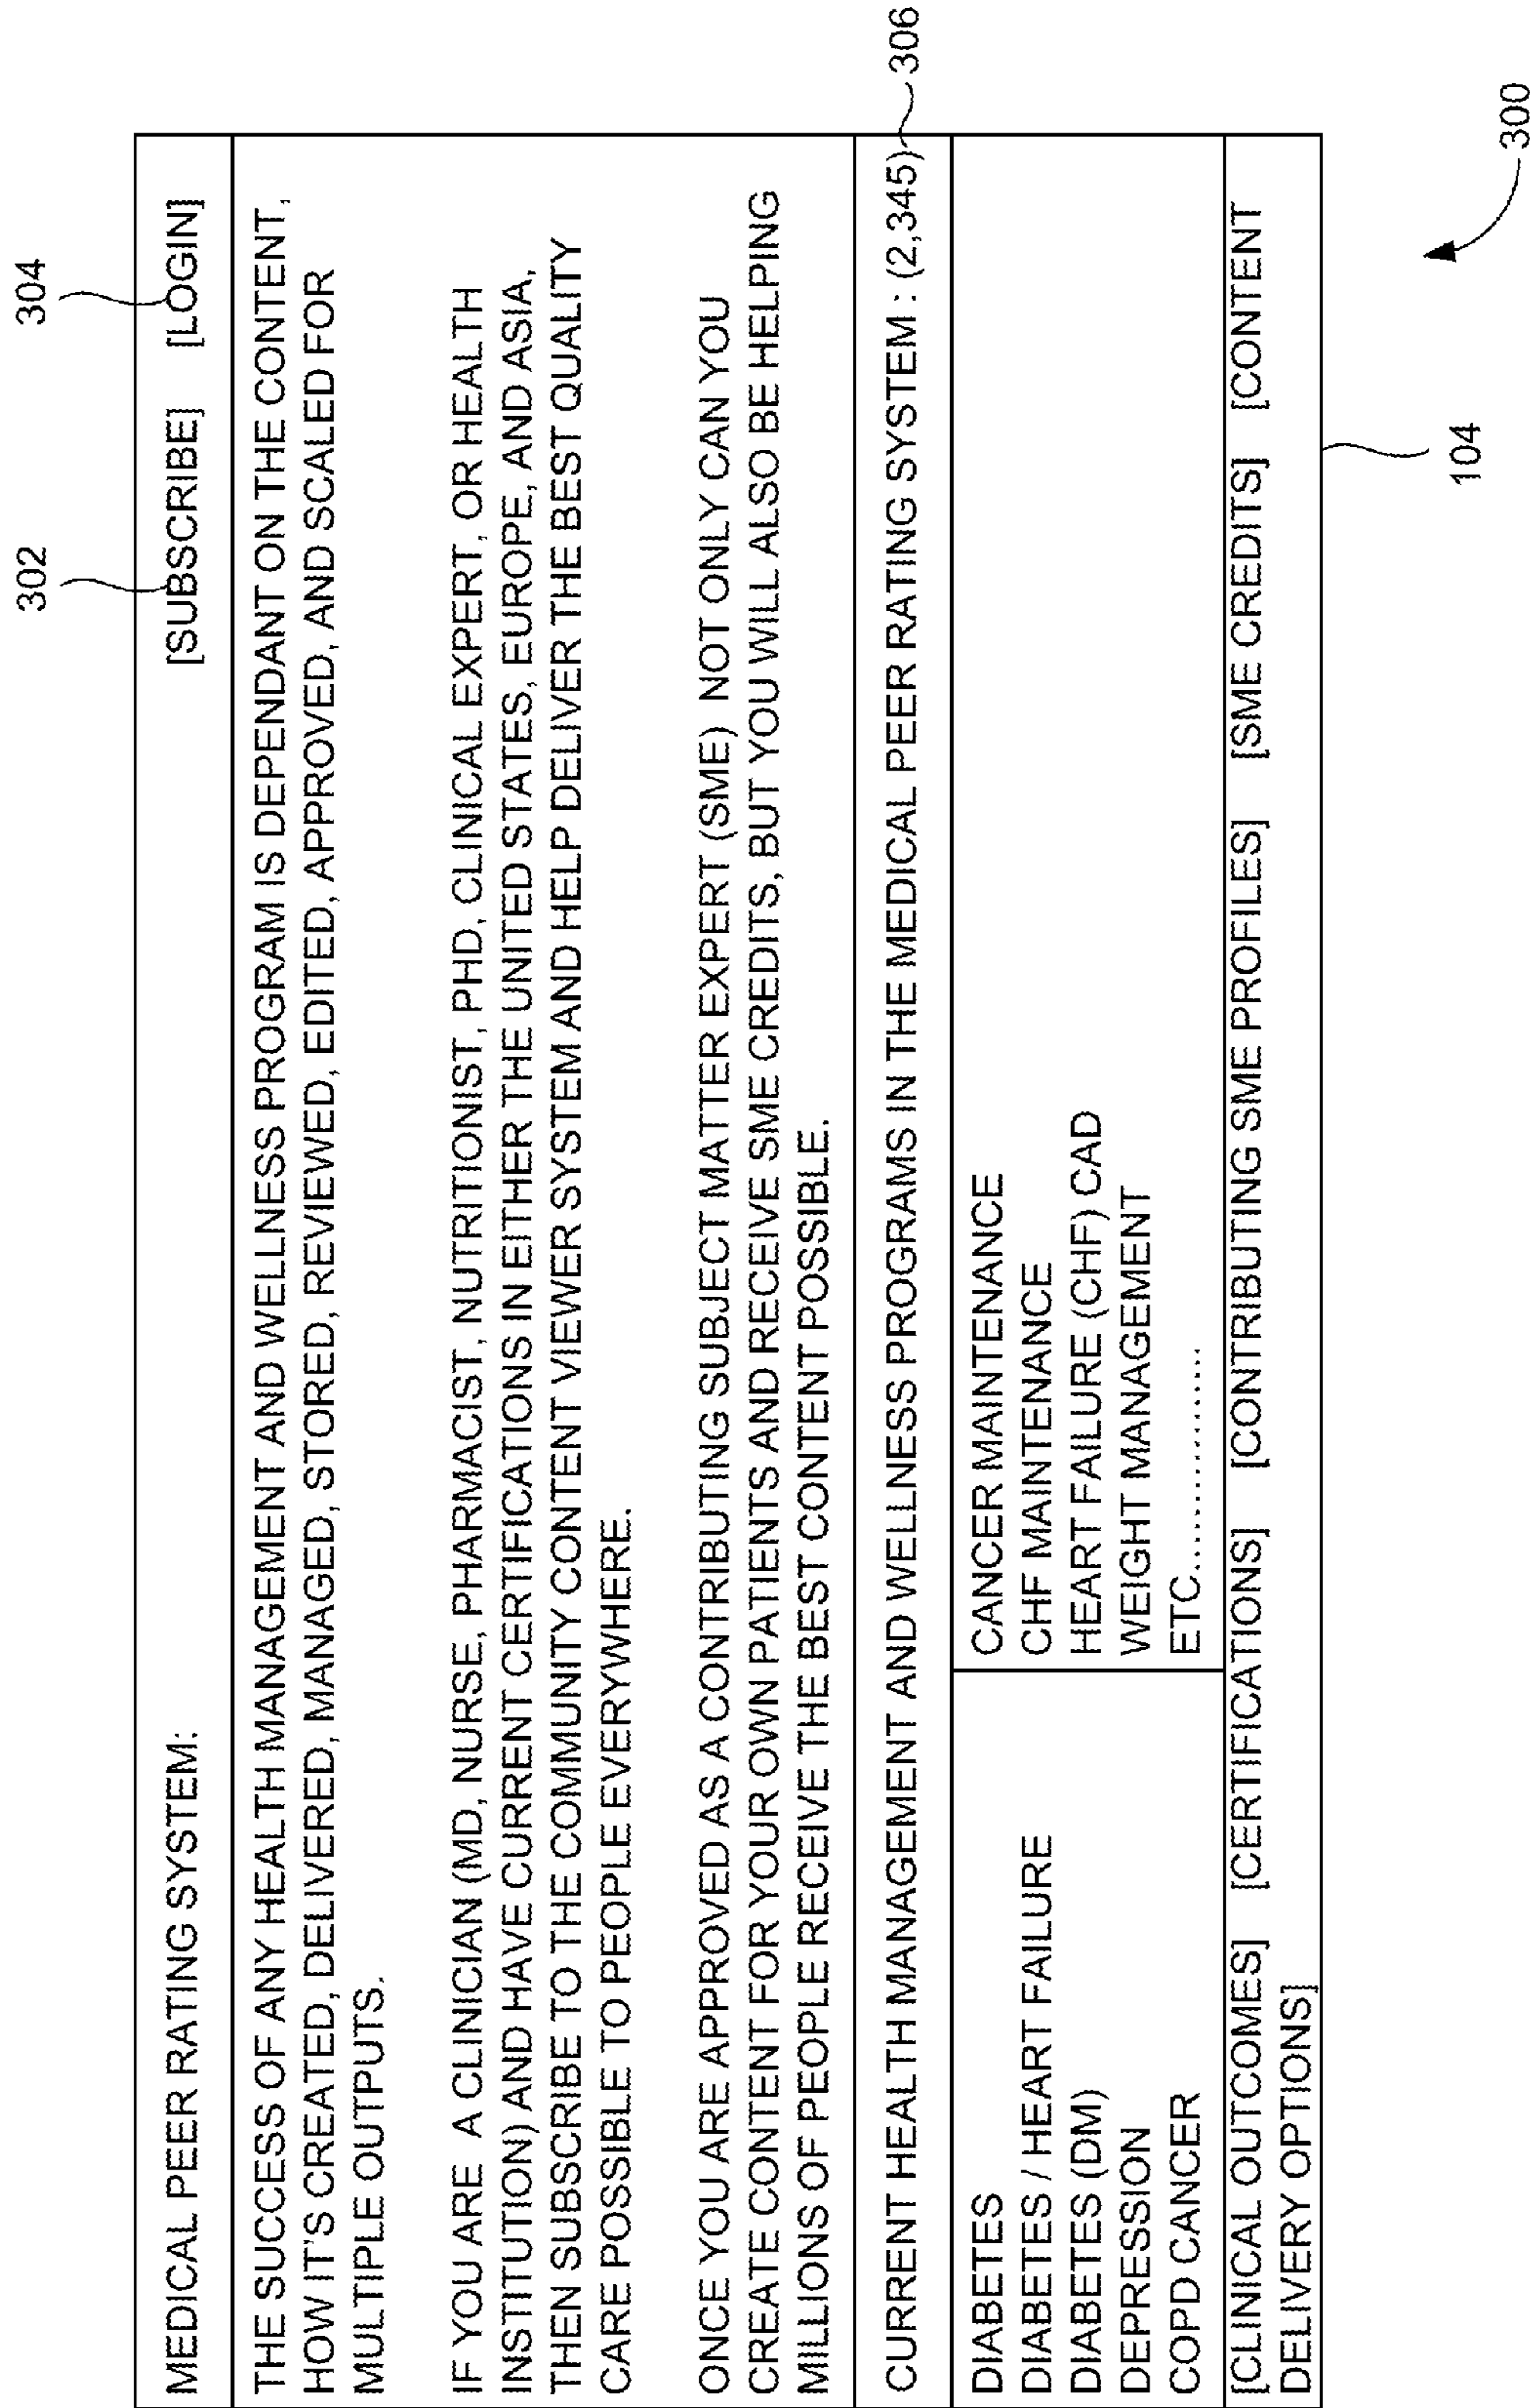 302
304
MEDICAL PEER RATING SYSTEM: [SUBSCRIBE] [LOGIN]
THE SUCCESS OF ANY HEALTH MANAGEMENT AND WELLNESS PROGRAM IS DEPENDANT ON THE CONTENT,
HOW IT'S CREATED, DELIVERED, MANAGED, STORED, REVIEWED, EDITED, APPROVED, AND SCALED FOR
MULTIPLE OUTPUTS.
IF YOU ARE A CLINICIAN (MD, NURSE, PHARMACIST, NUTRITIONIST, PHD, CLINICAL EXPERT, OR HEALTH
INSTITUTION) AND HAVE CURRENT CERTIFICATIONS IN EITHER THE UNITED STATES, EUROPE, AND ASIA,
THEN SUBSCRIBE TO THE COMMUNITY CONTENT VIEWER SYSTEM AND HELP DELIVER THE BEST QUALITY
CARE POSSIBLE TO PEOPLE EVERYWHERE.
ONCE YOU ARE APPROVED AS A CONTRIBUTING SUBJECT MATTER EXPERT (SME) NOT ONLY CAN YOU
CREATE CONTENT FOR YOUR OWN PATIENTS AND RECEIVE SME CREDITS, BUT YOU WILL ALSO BE HELPING
MILLIONS OF PEOPLE RECEIVE THE BEST CONTENT POSSIBLE.
CURRENT HEALTH MANAGEMENT AND WELLNESS PROGRAMS IN THE MEDICAL PEER RATING SYSTEM : (2,345) 306
DIABETES
DIABETES / HEART FAILURE
DIABETES (DM)
DEPRESSION
COPD CANCER
CANCER MAINTENANCE
CHF MAINTENANCE
HEART FAILURE (CHF) CAD
WEIGHT MANAGEMENT
ETC..............
[CLINICAL OUTCOMES] [CERTIFICATIONS] [CONTRIBUTING SME PROFILES] [SME CREDITS] [CONTENT
DELIVERY OPTIONS]
104
300